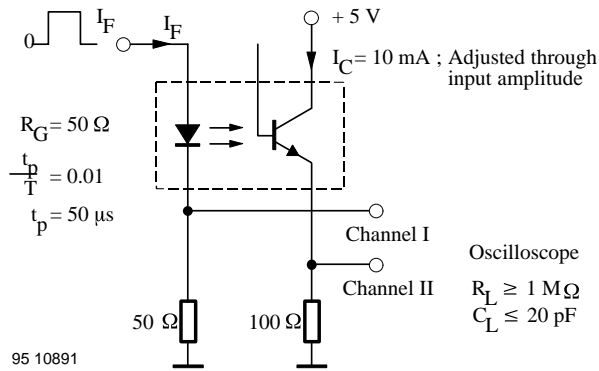 0
I_F
I_F
+ 5 V
I_C = 10 mA ; Adjusted through
input amplitude
R_G = 50 Ω
t_p
T
= 0.01
t_p = 50 µs
Channel I
Channel II
50 Ω
100 Ω
Oscilloscope
R_L ≥ 1 MΩ
C_L ≤ 20 pF
95 10891